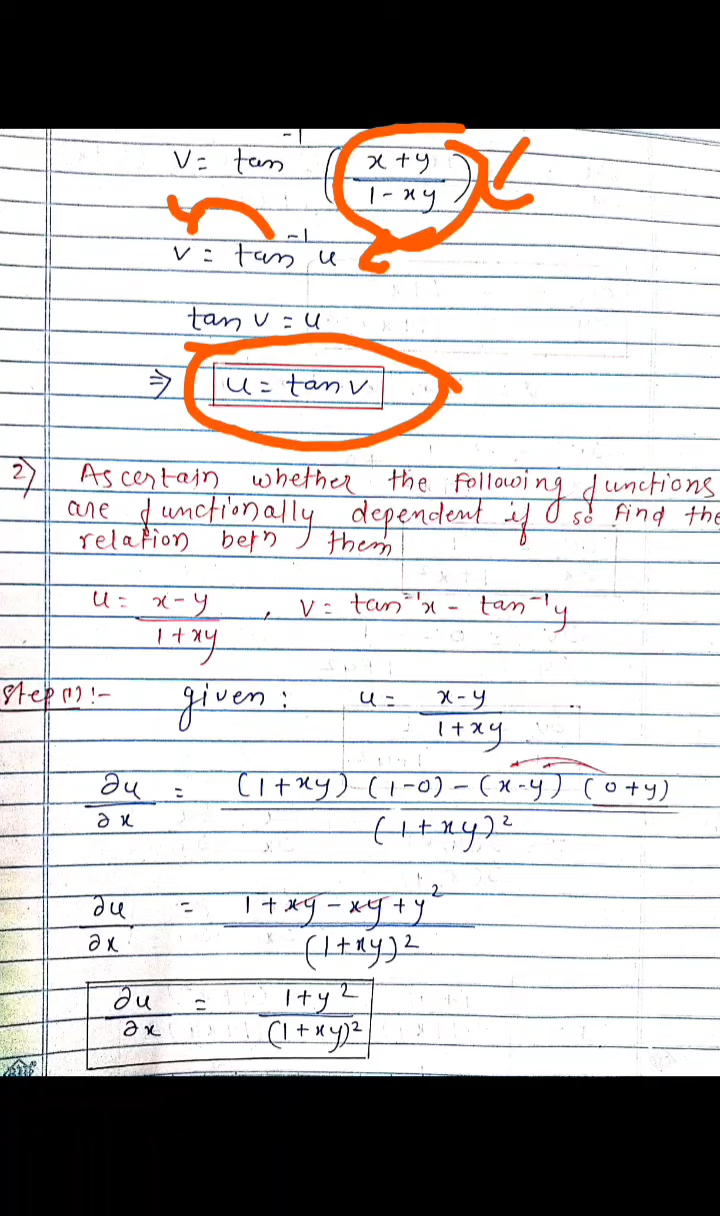 v = tan⁻¹ ( x + y / 1 - xy )
v = tan⁻¹ u
tan v = u
⇒ u = tan v
2) Ascertain whether the following functions
are functionally dependent if so find the
relation betn them
u = x - y / 1 + xy , v = tan⁻¹x - tan⁻¹y
Step (1) :- given : u = x - y / 1 + xy
∂u / ∂x = (1 + xy) (1 - 0) - (x - y) (0 + y) / (1 + xy)²
∂u / ∂x = 1 + xy - xy + y² / (1 + xy)²
∂u / ∂x = 1 + y² / (1 + xy)²